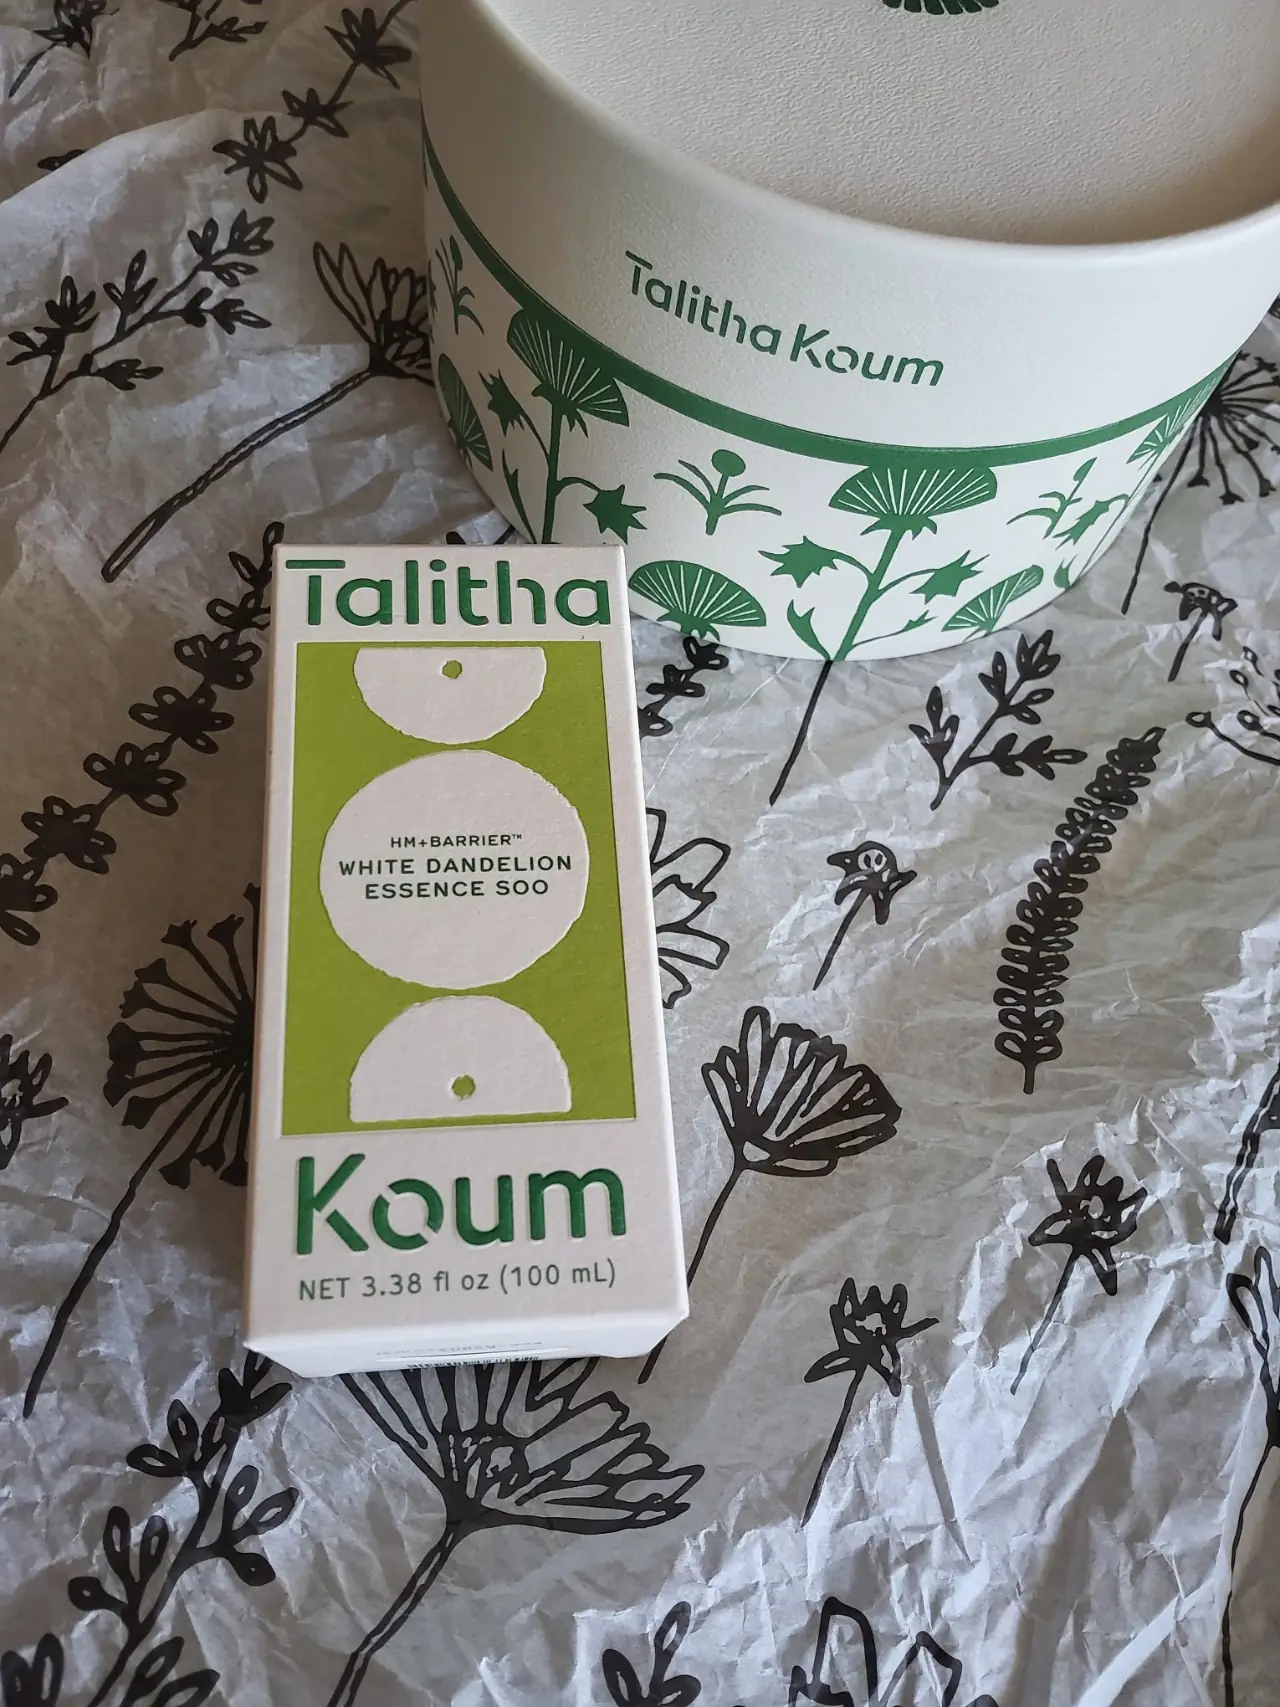 Talitha Koum
Talitha
HM+BARRIER™
WHITE DANDELION
ESSENCE SOO
Koum
NET 3.38 fl oz (100 mL)